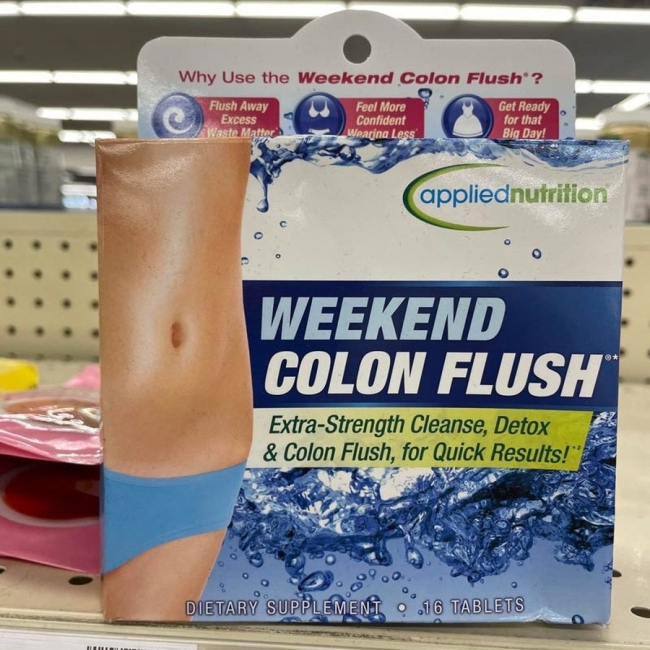 Why Use the Weekend Colon Flush®?
Flush Away
Excess
Waste Matter
Feel More
Confident
Wearing Less
Get Ready
for that
Big Day!
appliednutrition®
WEEKEND
COLON FLUSH®*
Extra-Strength Cleanse, Detox
& Colon Flush, for Quick Results!
DIETARY SUPPLEMENT • 16 TABLETS